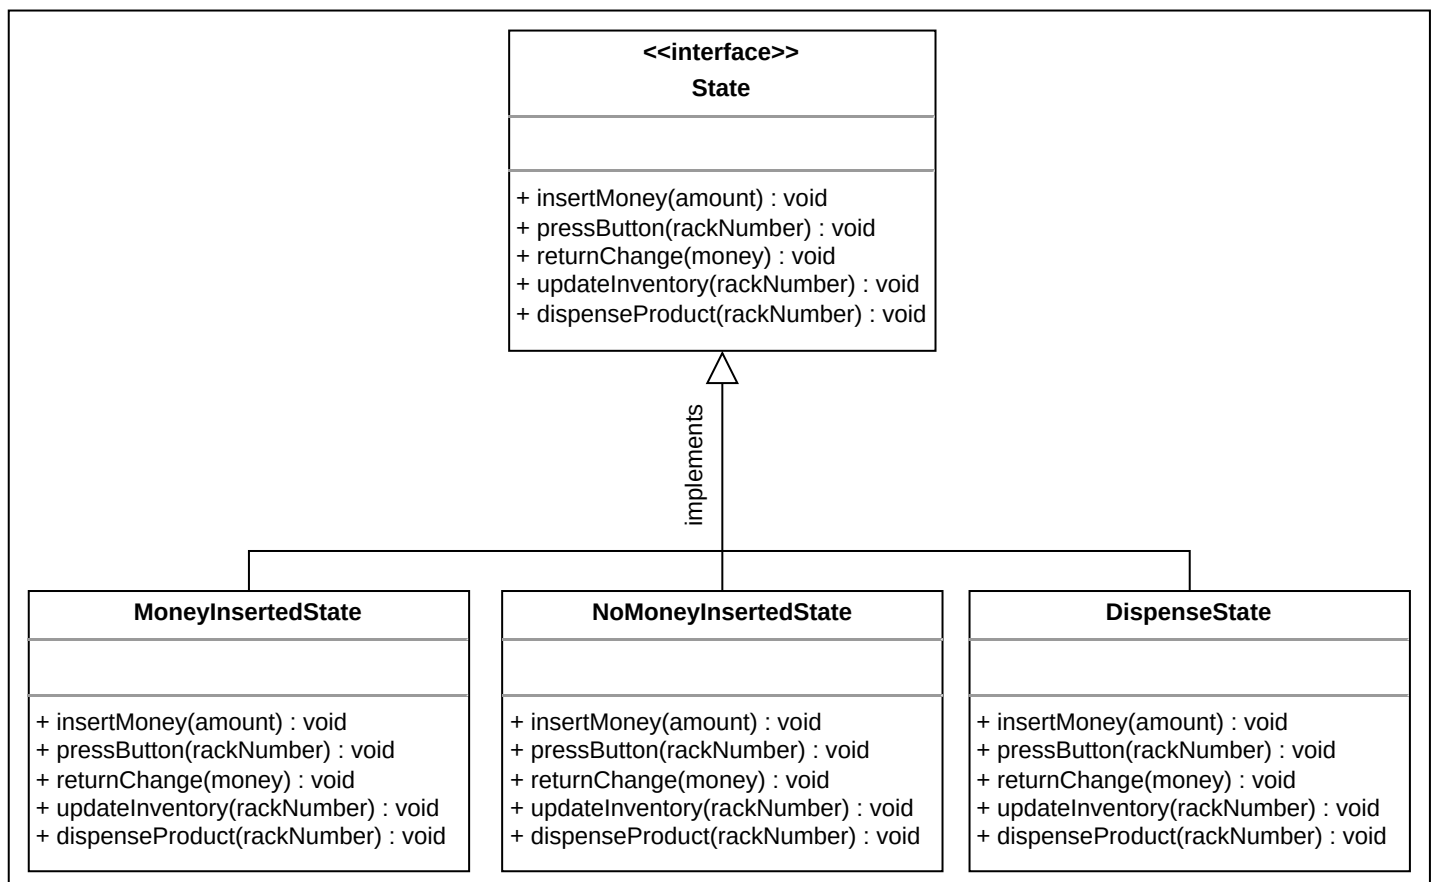 <<interface>>
State
+ insertMoney(amount) : void
+ pressButton(rackNumber) : void
+ returnChange(money) : void
+ updateInventory(rackNumber) : void
+ dispenseProduct(rackNumber) : void
implements
MoneyInsertedState
+ insertMoney(amount) : void
+ pressButton(rackNumber) : void
+ returnChange(money) : void
+ updateInventory(rackNumber) : void
+ dispenseProduct(rackNumber) : void
NoMoneyInsertedState
+ insertMoney(amount) : void
+ pressButton(rackNumber) : void
+ returnChange(money) : void
+ updateInventory(rackNumber) : void
+ dispenseProduct(rackNumber) : void
DispenseState
+ insertMoney(amount) : void
+ pressButton(rackNumber) : void
+ returnChange(money) : void
+ updateInventory(rackNumber) : void
+ dispenseProduct(rackNumber) : void